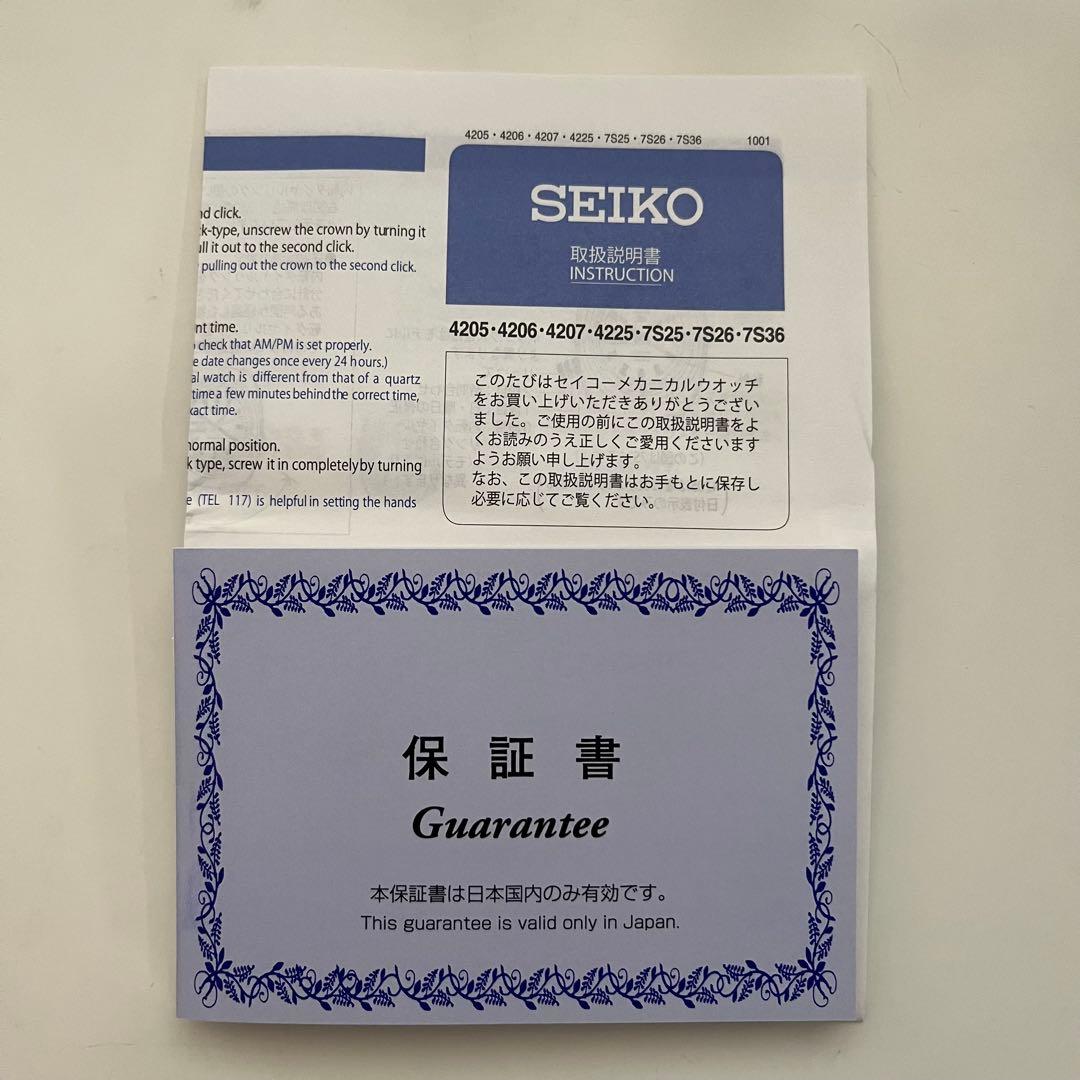 4205・4206・4207・4225・7S25・7S26・7S36 1001
SEIKO
取扱説明書
INSTRUCTION
4205・4206・4207・4225・7S25・7S26・7S36
このたびはセイコーメカニカルウオッチ
をお買い上げいただきありがとうござい
ました。ご使用の前にこの取扱説明書をよ
くお読みのうえ正しくご愛用くださいます
ようお願い申し上げます。
なお、この取扱説明書はお手もとに保存し
必要に応じてご覧ください。
click.
k-type, unscrew the crown by turning it
it out to the second click.
pulling out the crown to the second click.
time.
check that AM/PM is set properly.
date changes once every 24 hours.)
watch is different from that of a quartz
time a few minutes behind the correct time,
time.
normal position.
type, screw it in completely by turning
(TEL 117) is helpful in setting the hands
保証書
Guarantee
本保証書は日本国内のみ有効です。
This guarantee is valid only in Japan.